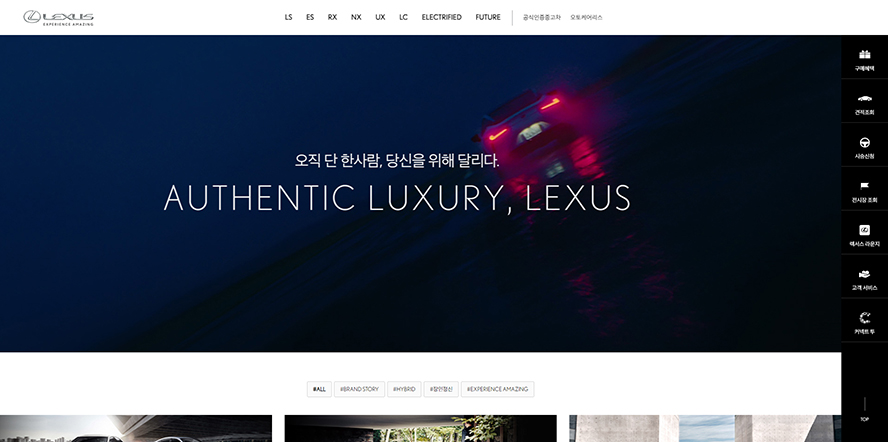 LEXUS
EXPERIENCE AMAZING
LS ES RX NX UX LC ELECTRIFIED FUTURE 공식인증중고차 오토케어리스
구매혜택
견적조회
시승신청
오직 단 한사람, 당신을 위해 달리다.
AUTHENTIC LUXURY, LEXUS
전시장 조회
렉서스 라운지
고객 서비스
커넥트 투
#ALL #BRAND STORY #HYBRID #장인정신 #EXPERIENCE AMAZING
TOP